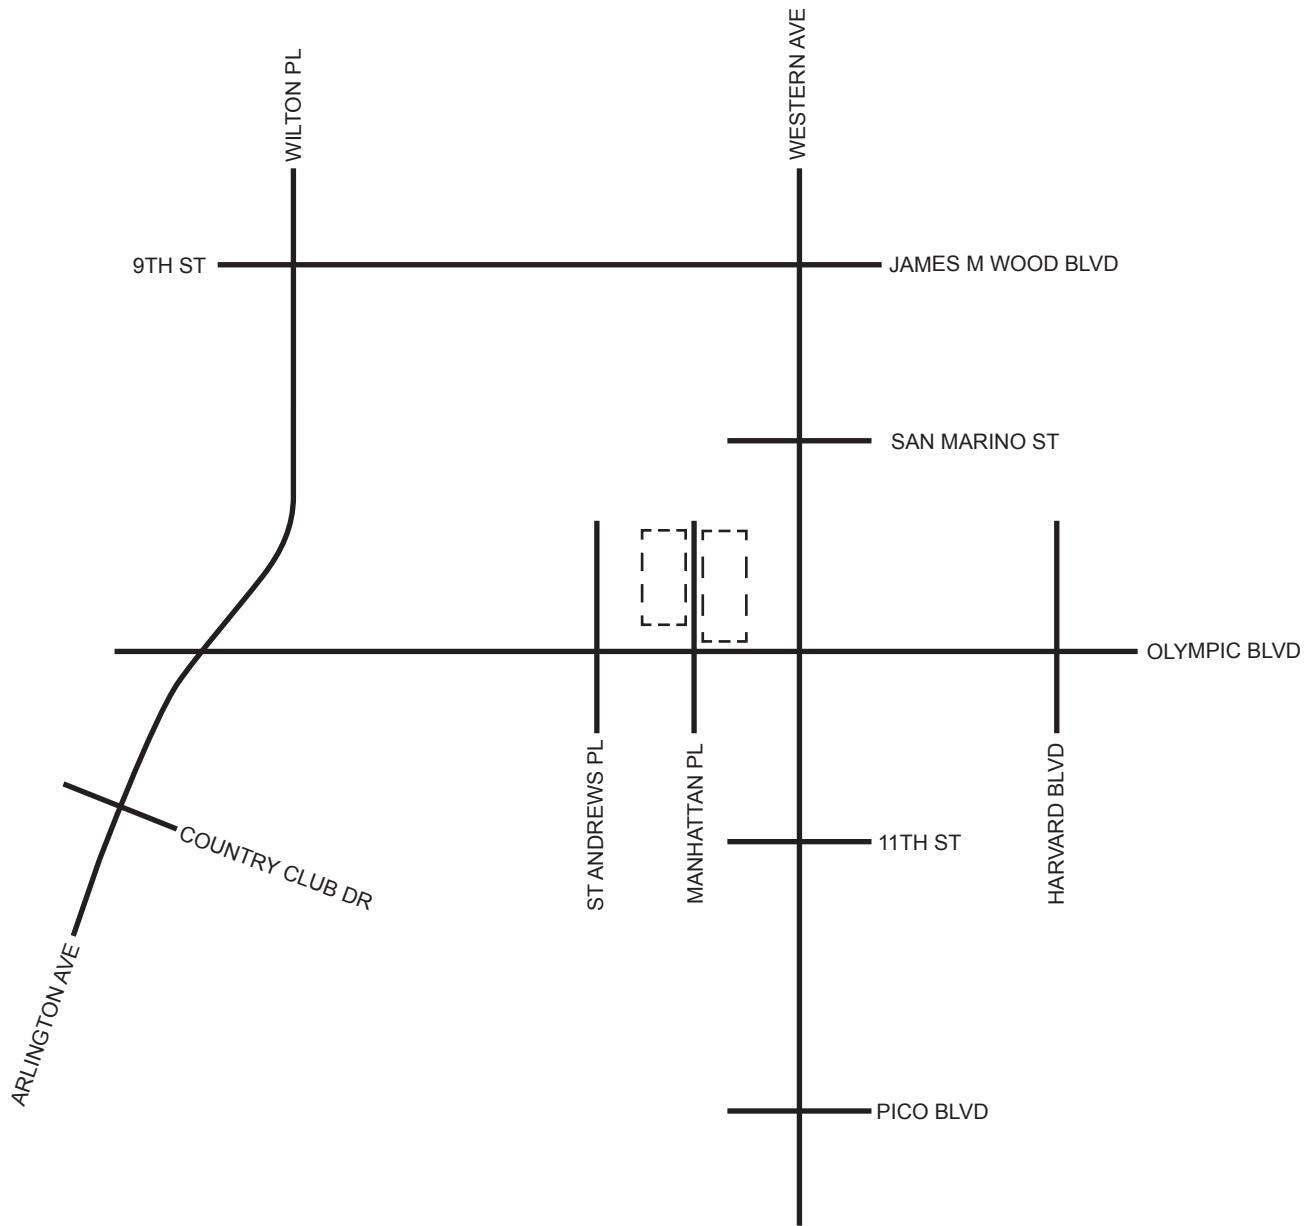 WILTON PL
WESTERN AVE
9TH ST
JAMES M WOOD BLVD
SAN MARINO ST
OLYMPIC BLVD
ST ANDREWS PL
MANHATTAN PL
HARVARD BLVD
COUNTRY CLUB DR
11TH ST
ARLINGTON AVE
PICO BLVD